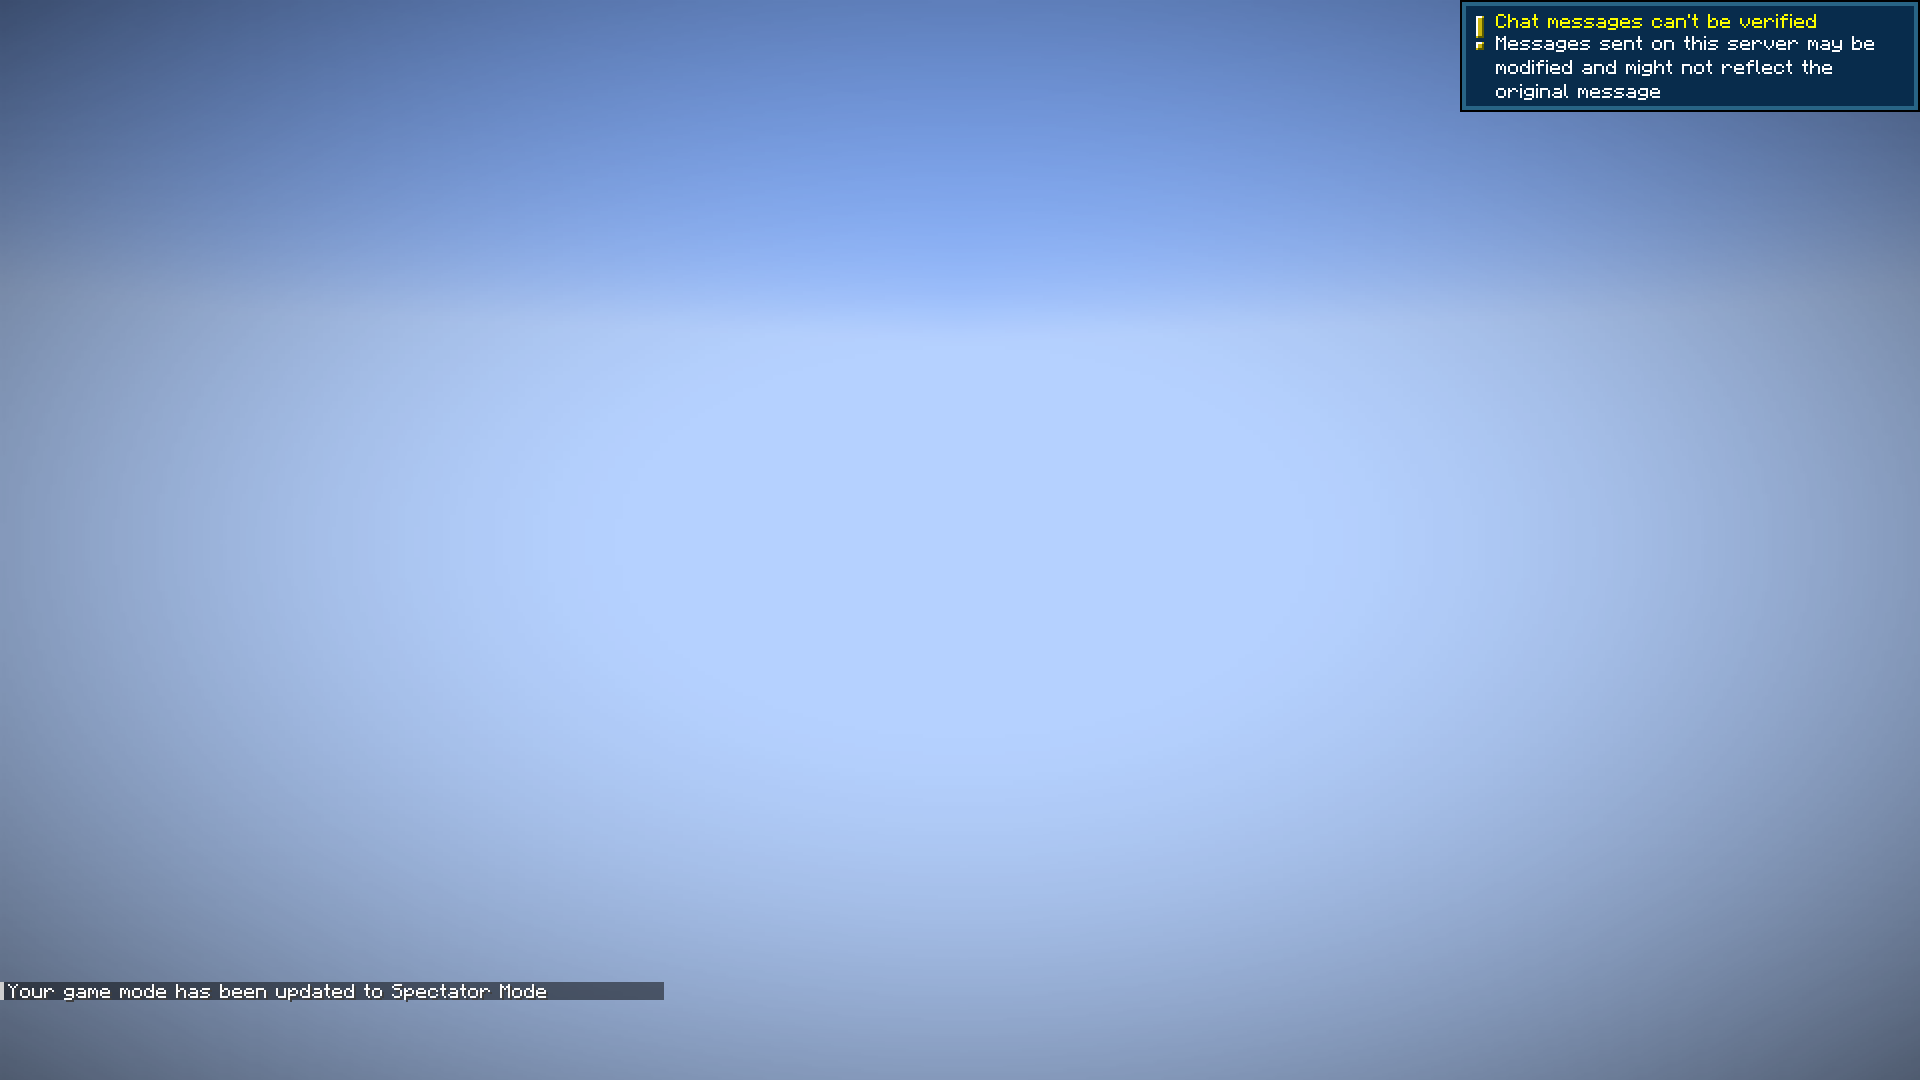 Chat messages can't be verified
Messages sent on this server may be
modified and might not reflect the
original message
Your game mode has been updated to Spectator Mode